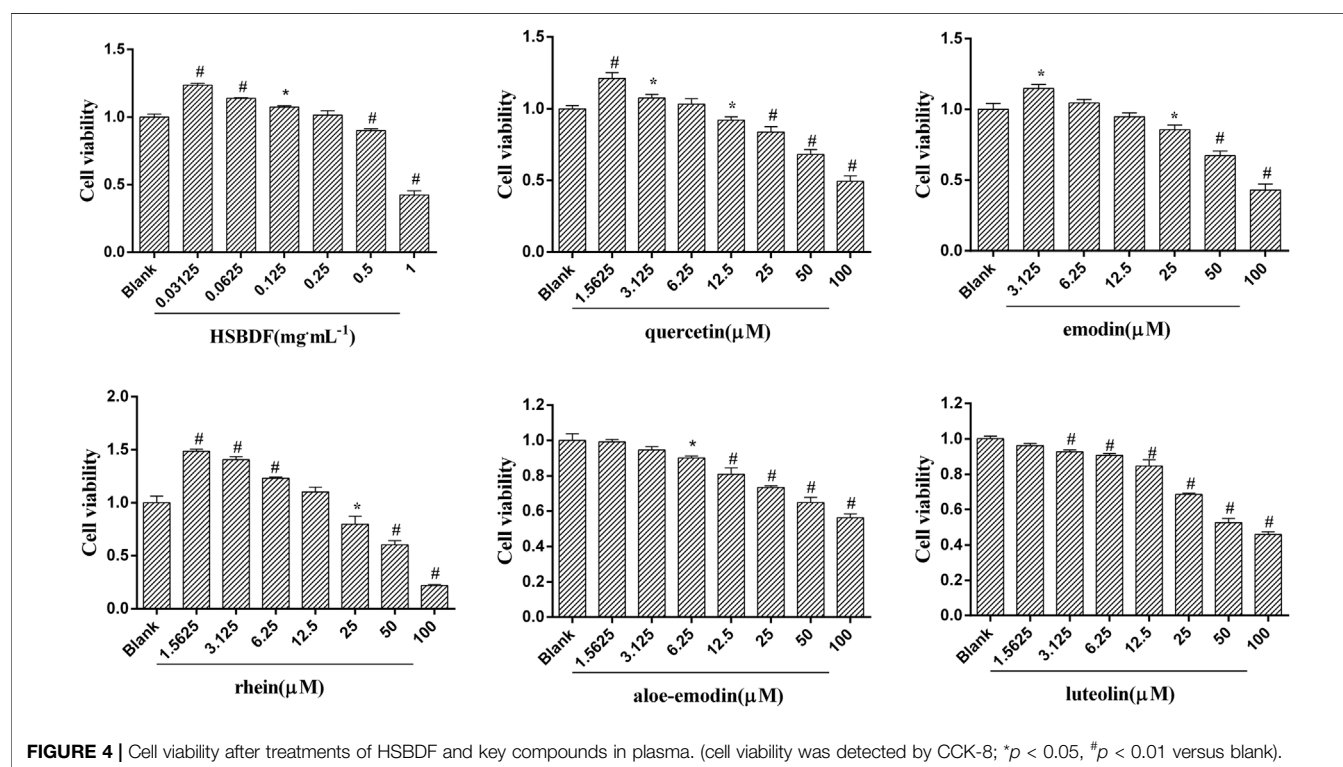 1.5
1.0
0.5
0.0
Cell viability
# # * # #
Blank 0.03125 0.0625 0.125 0.25 0.5 1
HSBDF(mg·mL⁻¹)
1.5
1.0
0.5
0.0
Cell viability
# * * # # #
Blank 1.5625 3.125 6.25 12.5 25 50 100
quercetin(μM)
1.5
1.0
0.5
0.0
Cell viability
* * # #
Blank 3.125 6.25 12.5 25 50 100
emodin(μM)
2.0
1.5
1.0
0.5
0.0
Cell viability
# # # * # #
Blank 1.5625 3.125 6.25 12.5 25 50 100
rhein(μM)
1.2
1.0
0.8
0.6
0.4
0.2
0.0
Cell viability
* # # # #
Blank 1.5625 3.125 6.25 12.5 25 50 100
aloe-emodin(μM)
1.2
1.0
0.8
0.6
0.4
0.2
0.0
Cell viability
# # # # # #
Blank 1.5625 3.125 6.25 12.5 25 50 100
luteolin(μM)
FIGURE 4 | Cell viability after treatments of HSBDF and key compounds in plasma. (cell viability was detected by CCK-8; *p < 0.05, #p < 0.01 versus blank).